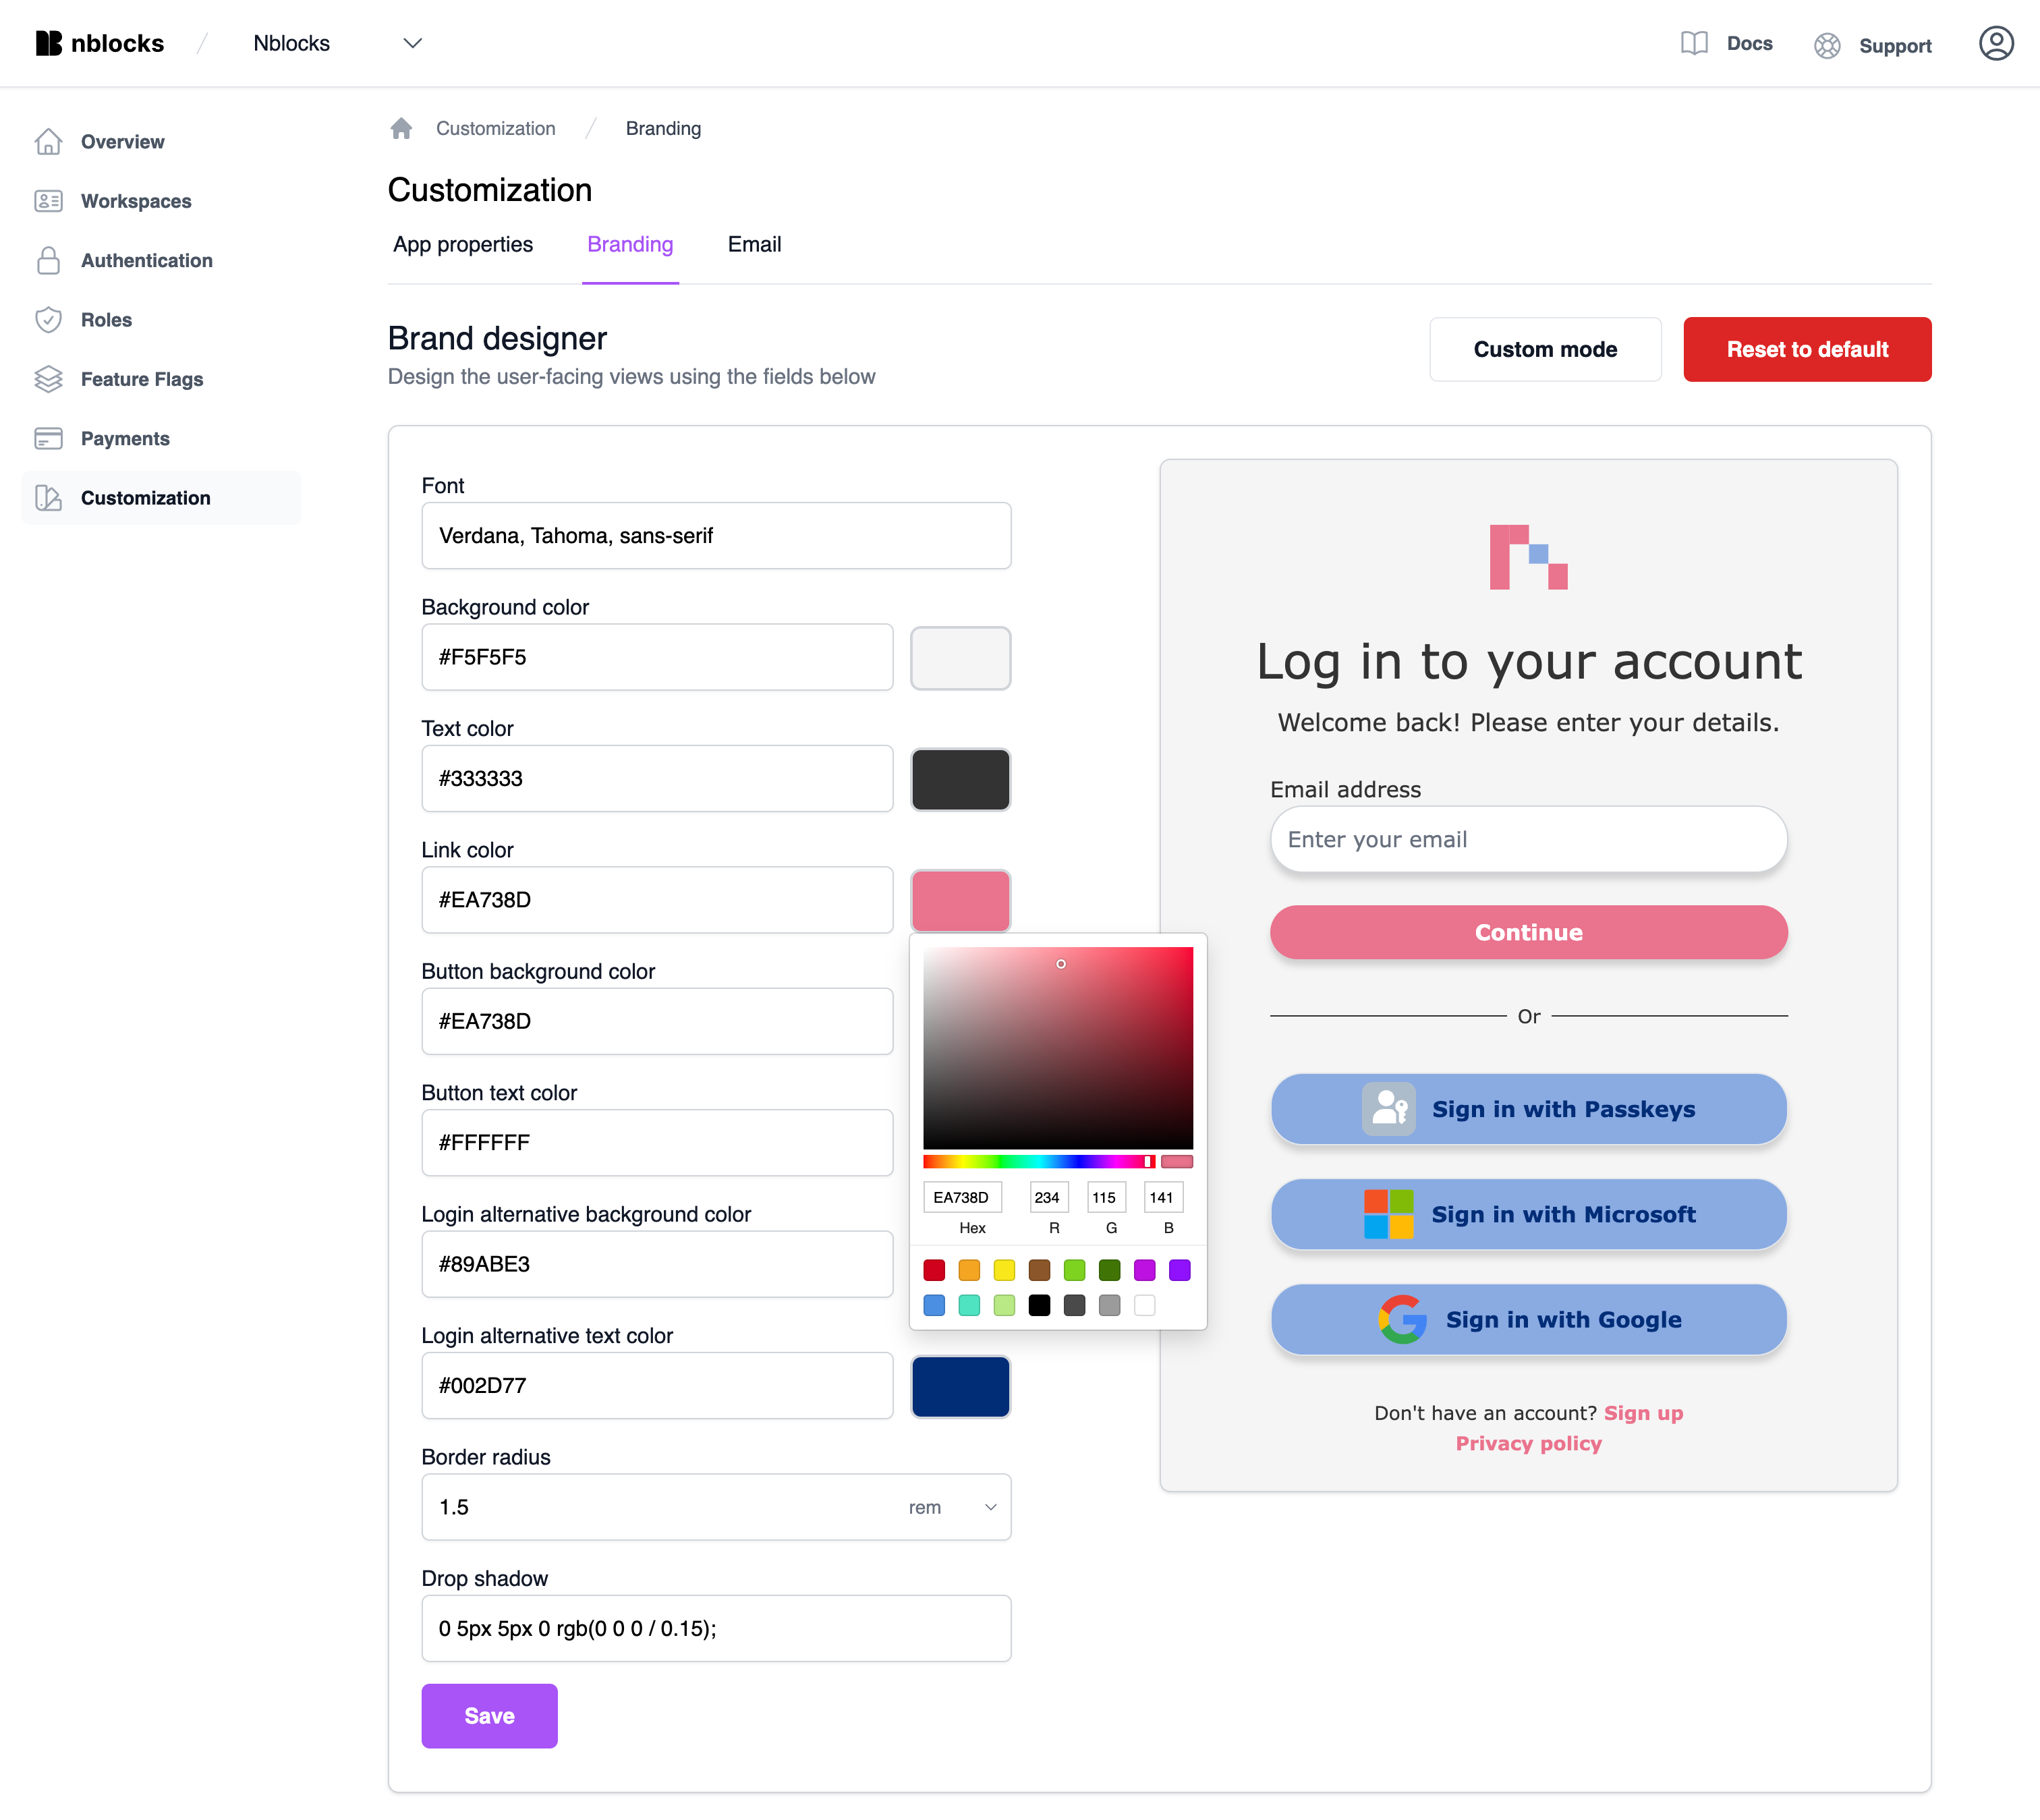 nblocks
Nblocks
Docs
Support
Overview
Workspaces
Authentication
Roles
Feature Flags
Payments
Customization
Customization / Branding
Customization
App properties
Branding
Email
Brand designer
Design the user-facing views using the fields below
Custom mode
Reset to default
Font
Verdana, Tahoma, sans-serif
Background color
#F5F5F5
Text color
#333333
Link color
#EA738D
Button background color
#EA738D
Button text color
#FFFFFF
Login alternative background color
#89ABE3
Login alternative text color
#002D77
Border radius
1.5 rem
Drop shadow
0 5px 5px 0 rgb(0 0 0 / 0.15);
Save
EA738D 234 115 141
Hex R G B
Log in to your account
Welcome back! Please enter your details.
Email address
Enter your email
Continue
Or
Sign in with Passkeys
Sign in with Microsoft
Sign in with Google
Don't have an account? Sign up
Privacy policy